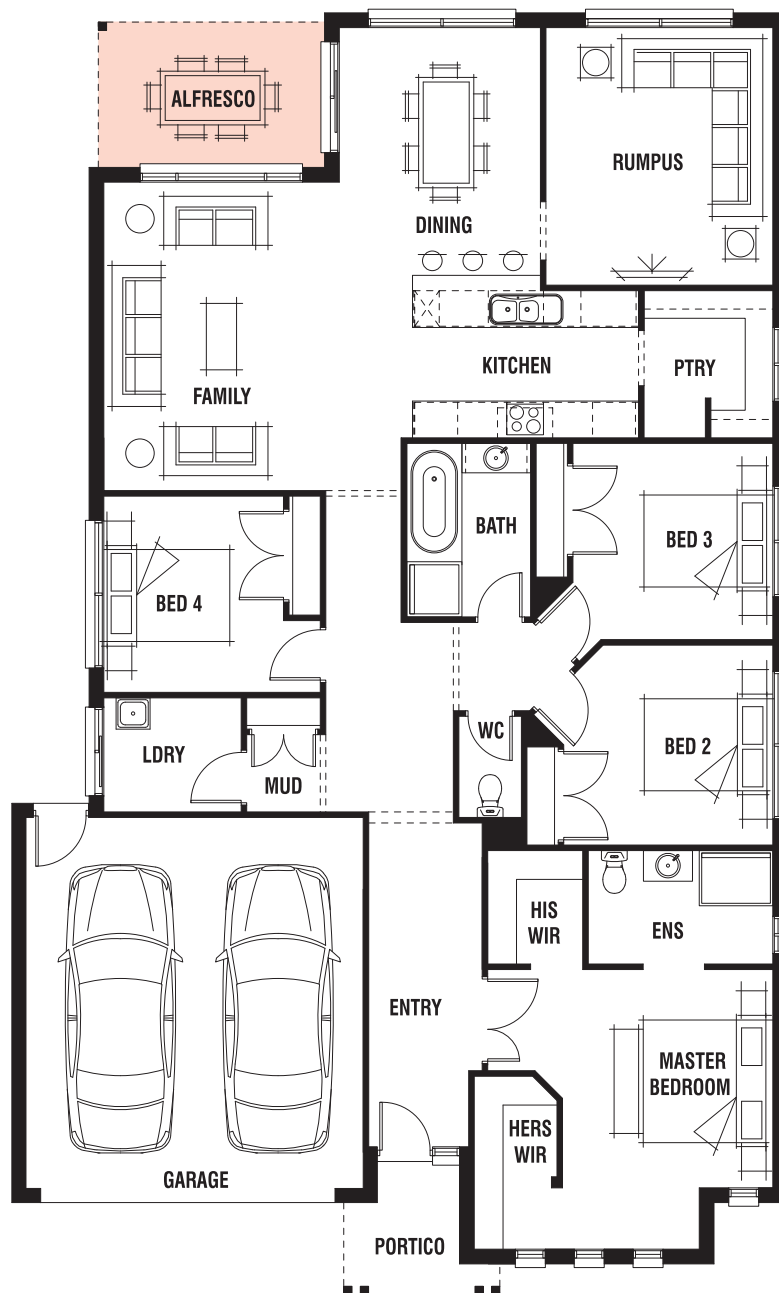 ALFRESCO
RUMPUS
DINING
KITCHEN
PTRY
FAMILY
BATH
BED 3
BED 4
WC
BED 2
LDRY
MUD
HIS
WIR
ENS
ENTRY
MASTER
BEDROOM
HERS
WIR
GARAGE
PORTICO